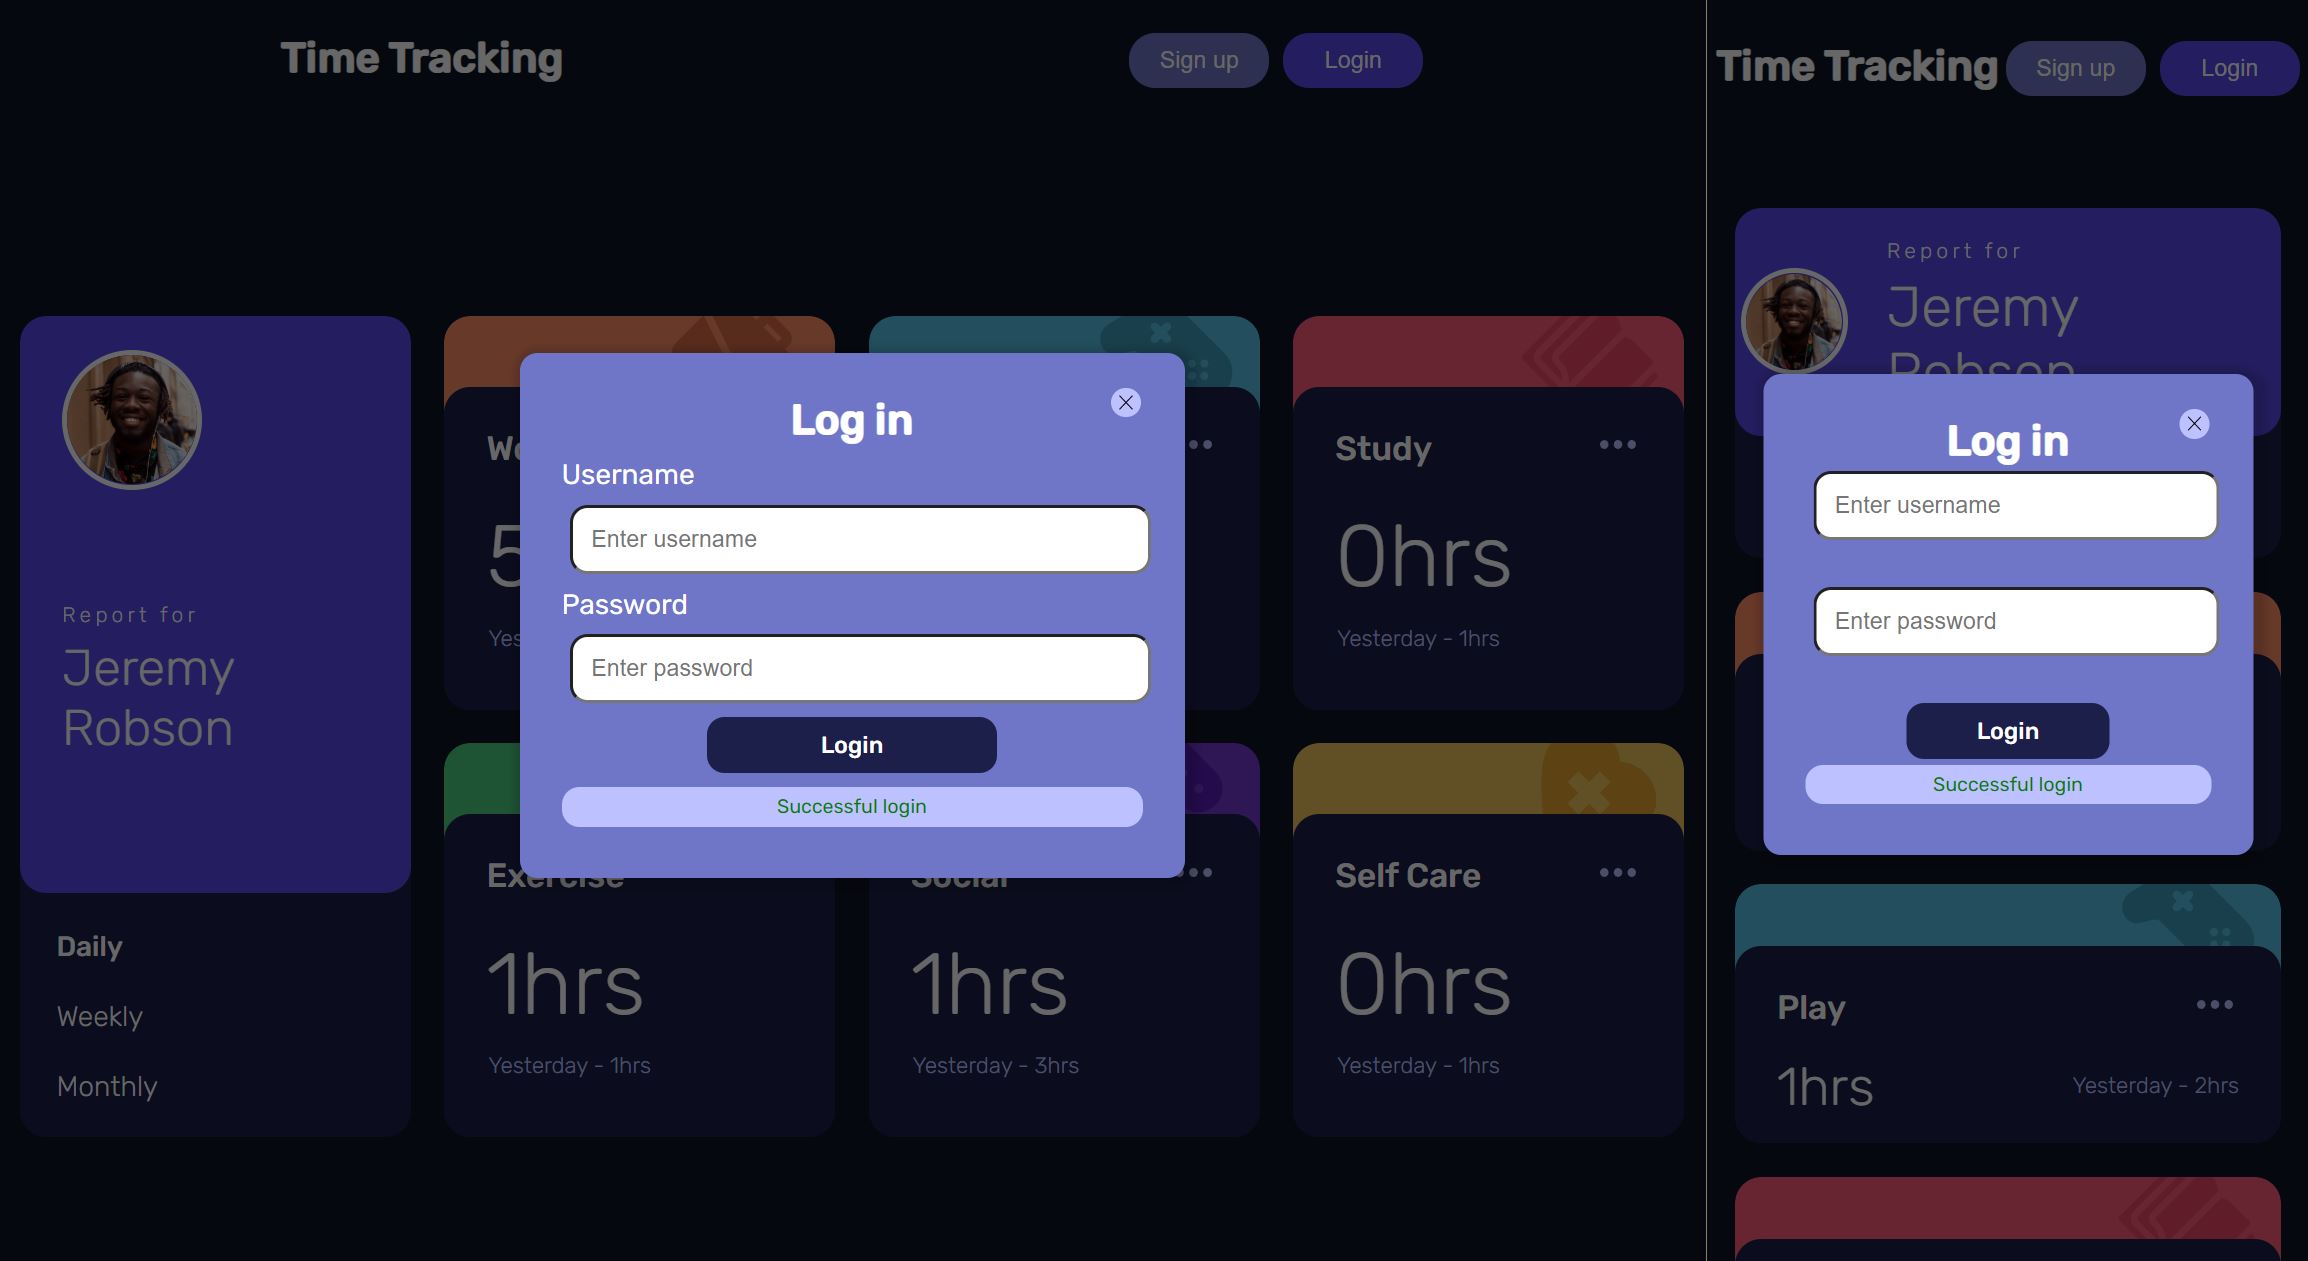 Time Tracking
Sign up
Login
Report for
Jeremy
Robson
Daily
Weekly
Monthly
Log in
Username
Enter username
Password
Enter password
Login
Successful login
Study
0hrs
Yesterday - 1hrs
Exercise
1hrs
Yesterday - 1hrs
Social
1hrs
Yesterday - 3hrs
Self Care
0hrs
Yesterday - 1hrs
Time Tracking
Sign up
Login
Report for
Jeremy
Robson
Log in
Enter username
Enter password
Login
Successful login
Play
1hrs
Yesterday - 2hrs